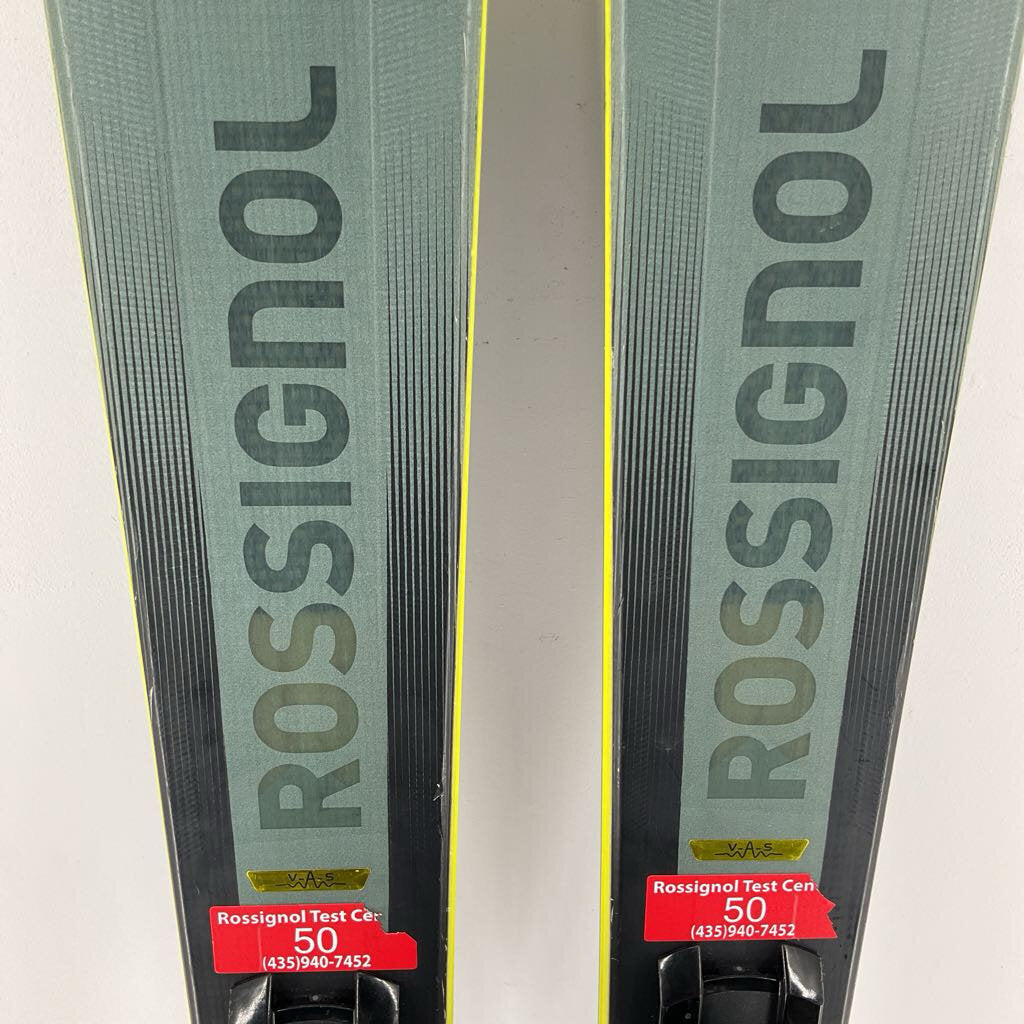 ROSSIGNOL
V-A-S
Rossignol Test Cen
50
(435)940-7452
ROSSIGNOL
V-A-S
Rossignol Test Cen
50
(435)940-7452